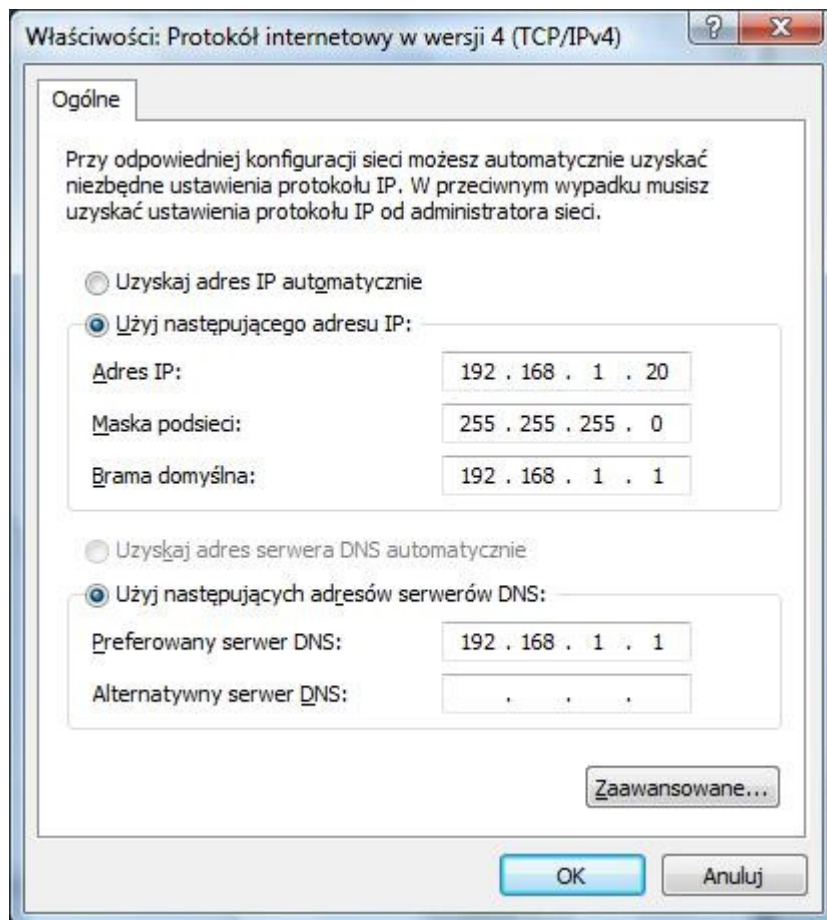 Właściwości: Protokół internetowy w wersji 4 (TCP/IPv4)
?
X
Ogólne
Przy odpowiedniej konfiguracji sieci możesz automatycznie uzyskać
niezbędne ustawienia protokołu IP. W przeciwnym wypadku musisz
uzyskać ustawienia protokołu IP od administratora sieci.
Uzyskaj adres IP automatycznie
Użyj następującego adresu IP:
Adres IP: 192 . 168 . 1 . 20
Maska podsieci: 255 . 255 . 255 . 0
Brama domyślna: 192 . 168 . 1 . 1
Uzyskaj adres serwera DNS automatycznie
Użyj następujących adresów serwerów DNS:
Preferowany serwer DNS: 192 . 168 . 1 . 1
Alternatywny serwer DNS: . . .
Zaawansowane...
OK Anuluj